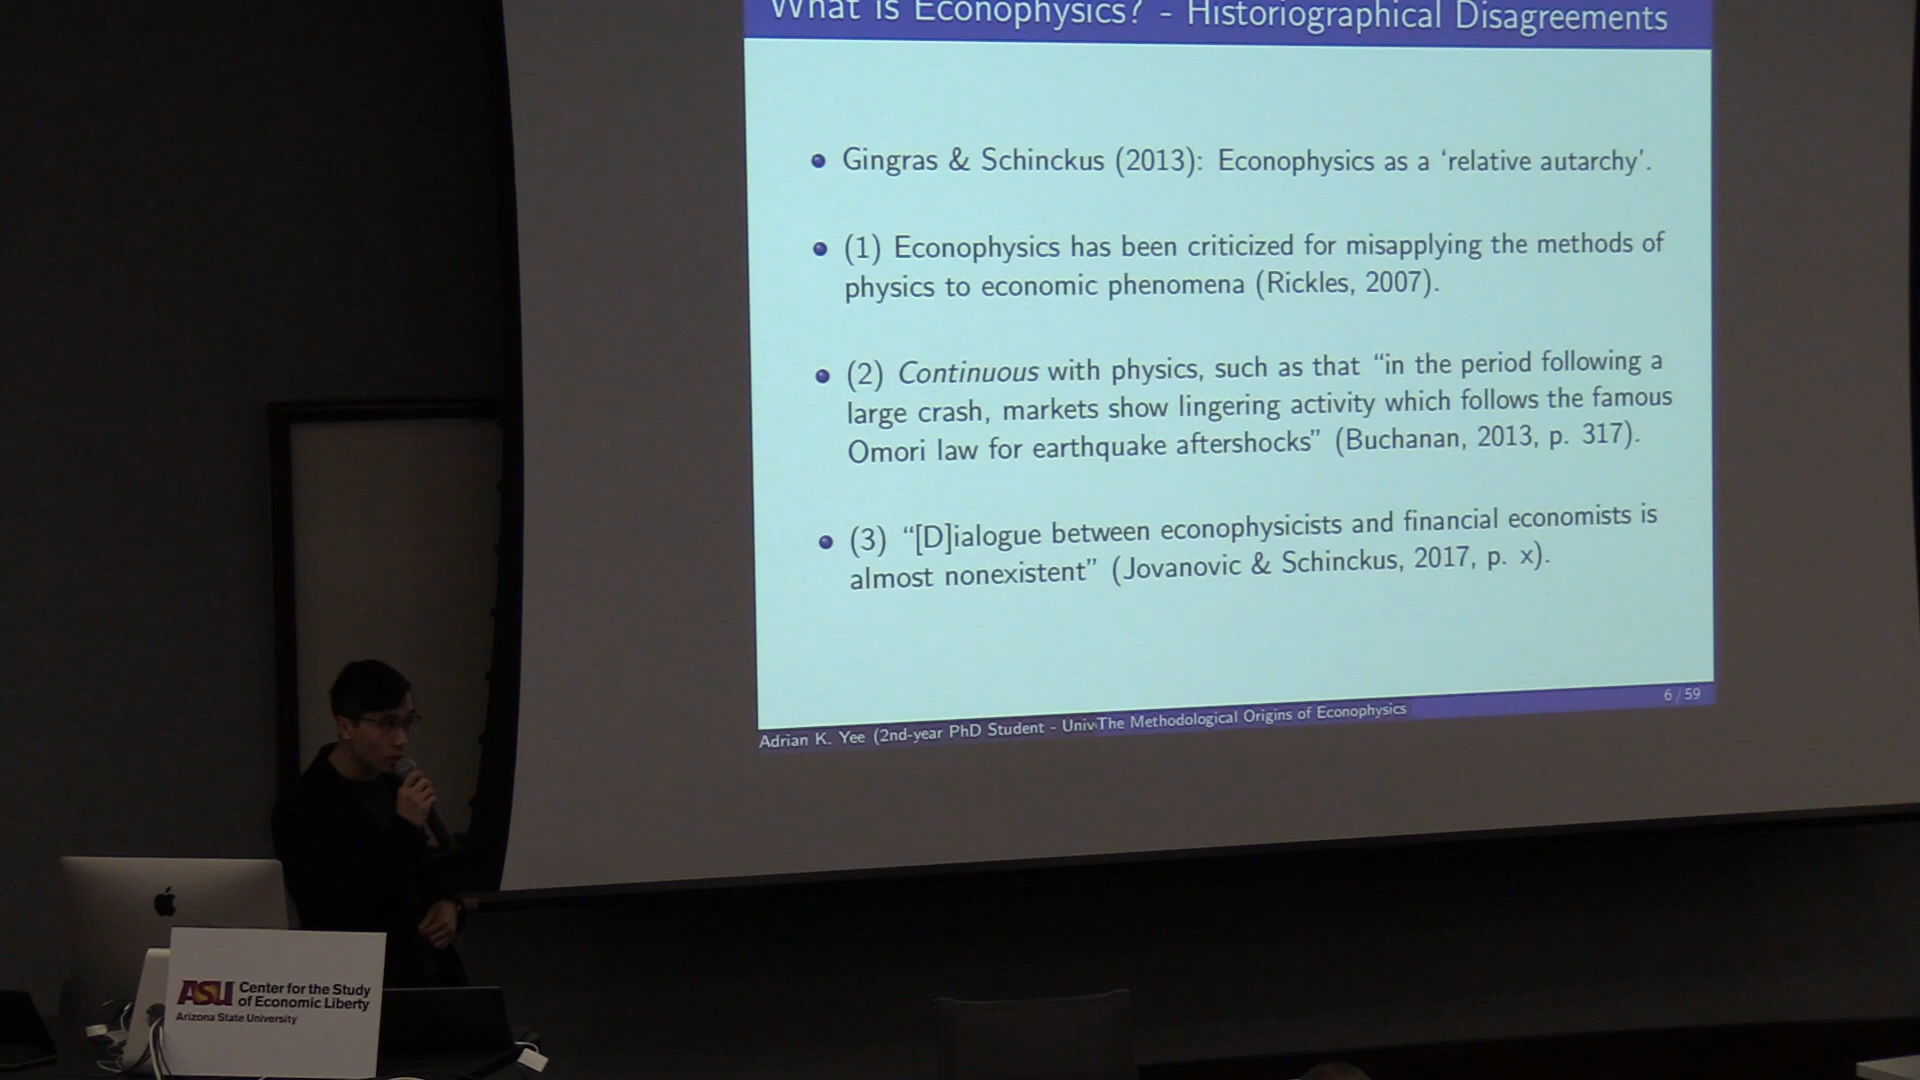 What is Econophysics? - Historiographical Disagreements
Gingras & Schinckus (2013): Econophysics as a ‘relative autarchy’.
(1) Econophysics has been criticized for misapplying the methods of
physics to economic phenomena (Rickles, 2007).
(2) Continuous with physics, such as that “in the period following a
large crash, markets show lingering activity which follows the famous
Omori law for earthquake aftershocks” (Buchanan, 2013, p. 317).
(3) “[D]ialogue between econophysicists and financial economists is
almost nonexistent” (Jovanovic & Schinckus, 2017, p. x).
6 / 59
Adrian K. Yee (2nd-year PhD Student - Univ The Methodological Origins of Econophysics
ASU Center for the Study
of Economic Liberty
Arizona State University